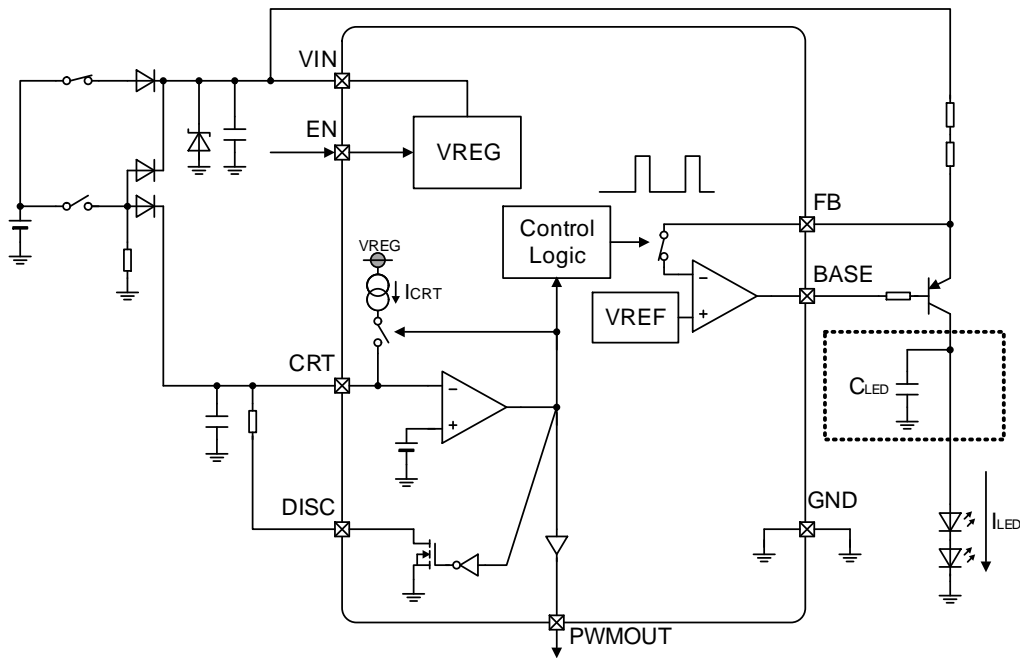 VIN
EN
VREG
FB
Control
Logic
VREG
BASE
ICRT
VREF
−
+
CRT
−
+
CLED
DISC
GND
ILED
PWMOUT